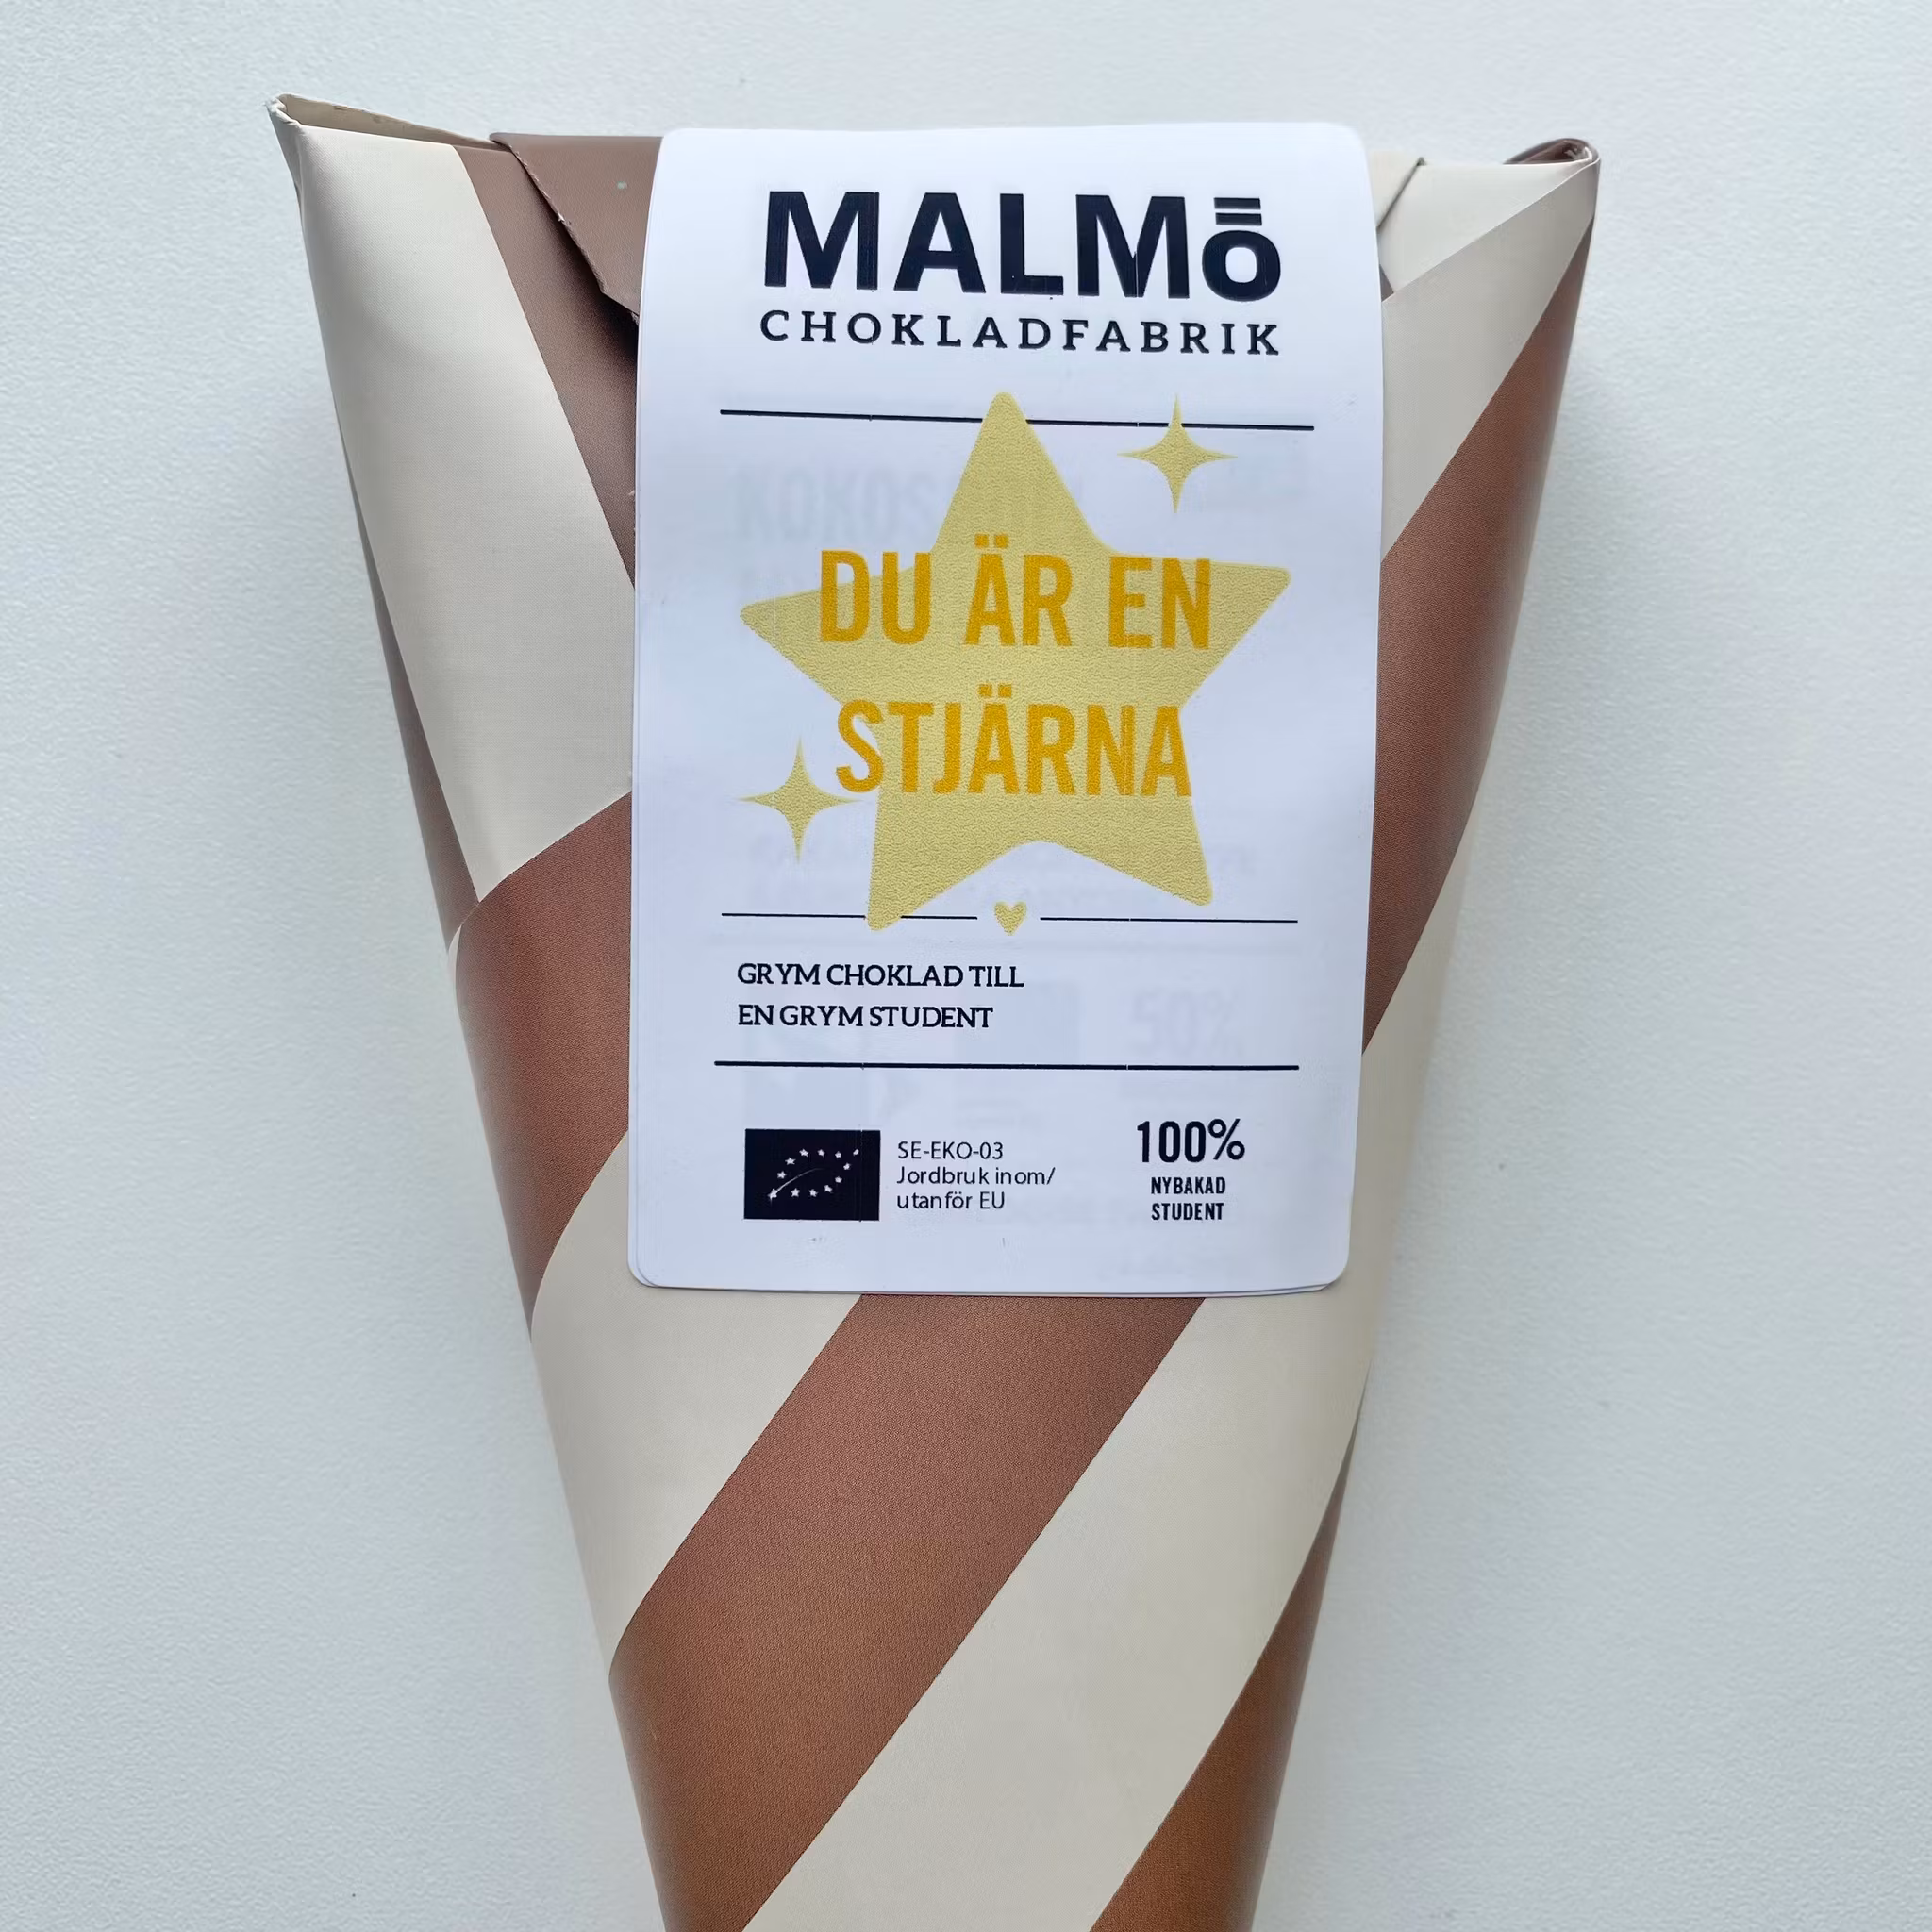 MALMÖ
CHOKLADFABRIK
DU ÄR EN
STJÄRNA
GRYM CHOKLAD TILL
EN GRYM STUDENT
SE-EKO-03
Jordbruk inom/
utanför EU
100%
NYBAKAD
STUDENT